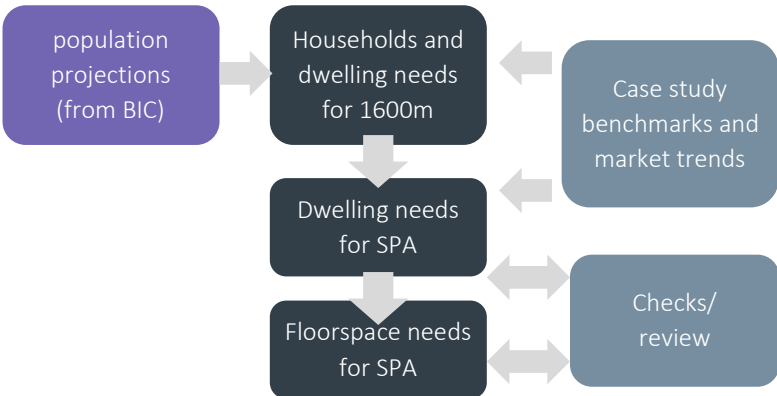 population
projections
(from BIC)
Households and
dwelling needs
for 1600m
Case study
benchmarks and
market trends
Dwelling needs
for SPA
Floorspace needs
for SPA
Checks/
review